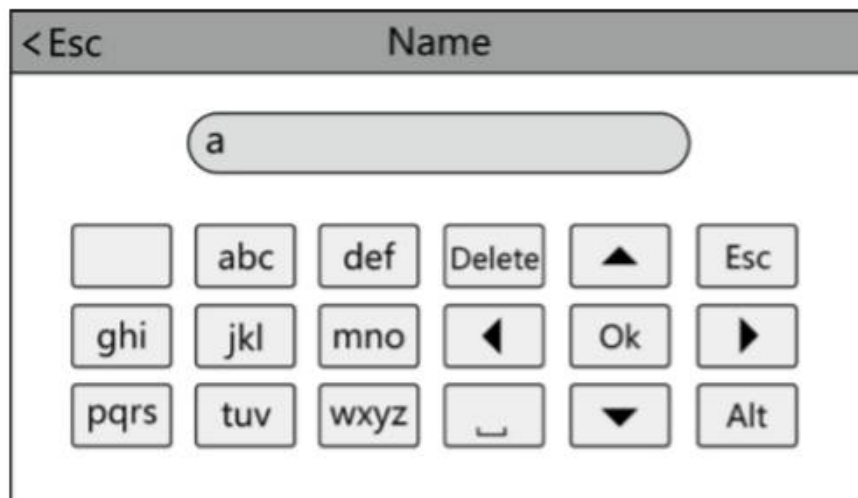 <Esc Name
a
abc def Delete ▲ Esc
ghi jkl mno ◀ Ok ▶
pqrs tuv wxyz ⎵ ▼ Alt